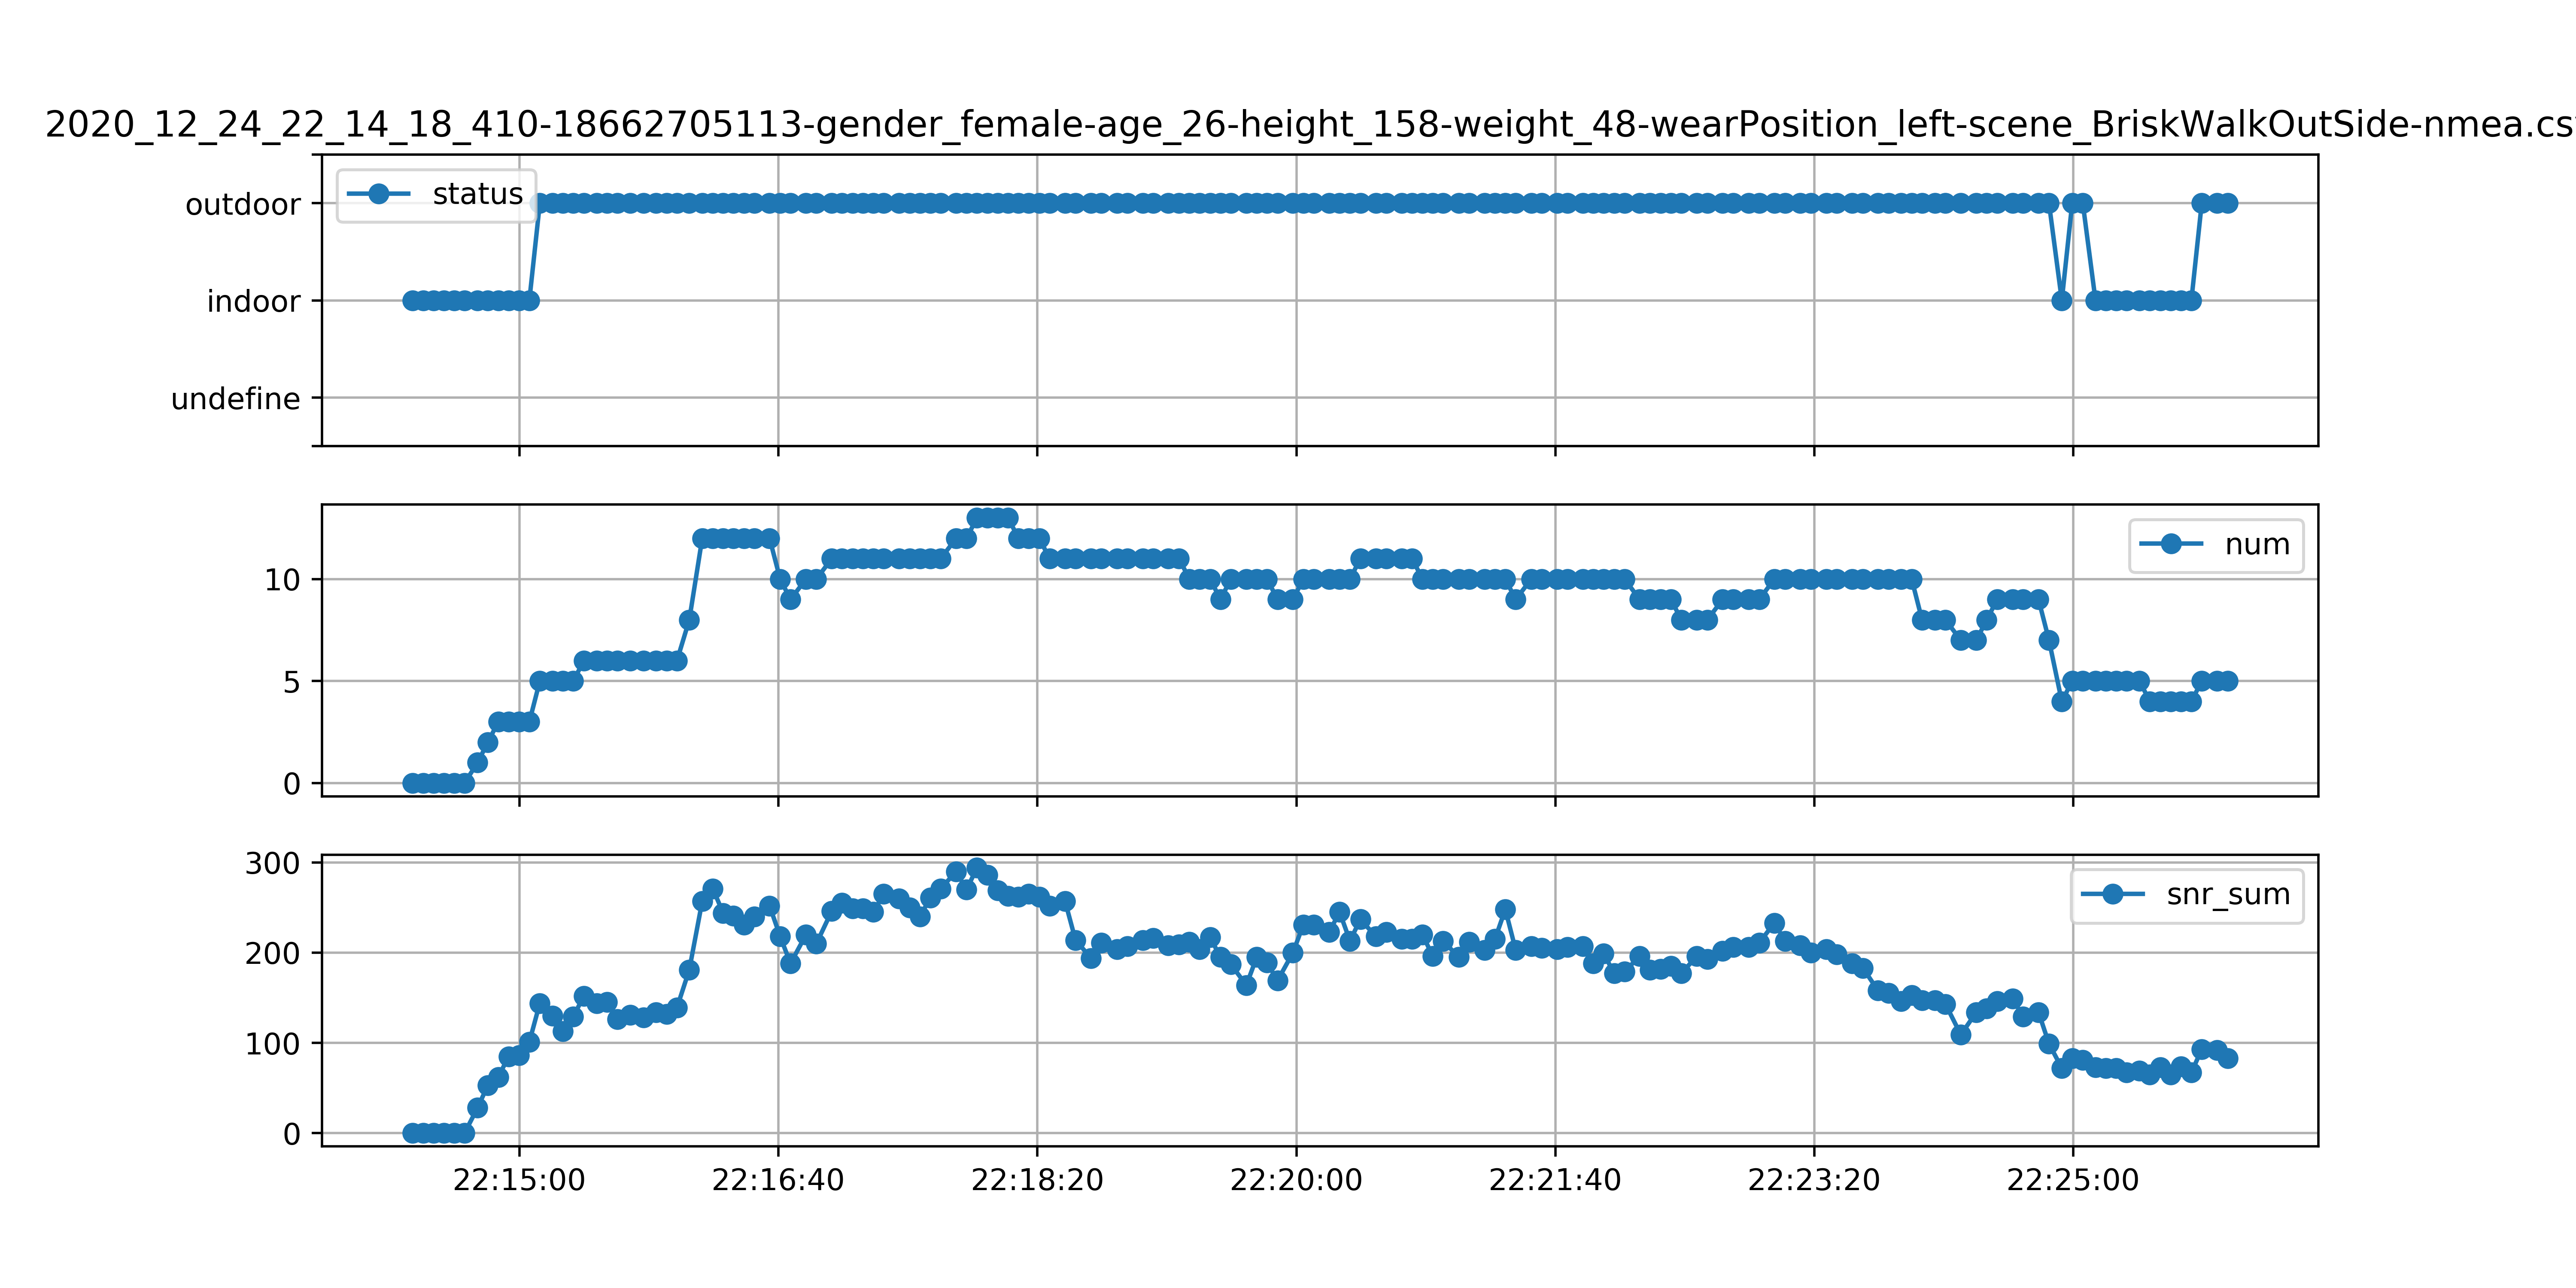 2020_12_24_22_14_18_410-18662705113-gender_female-age_26-height_158-weight_48-wearPosition_left-scene_BriskWalkOutSide-nmea.cs
status
outdoor
indoor
undefine
num
10
5
0
snr_sum
300
200
100
0
22:15:00 22:16:40 22:18:20 22:20:00 22:21:40 22:23:20 22:25:00